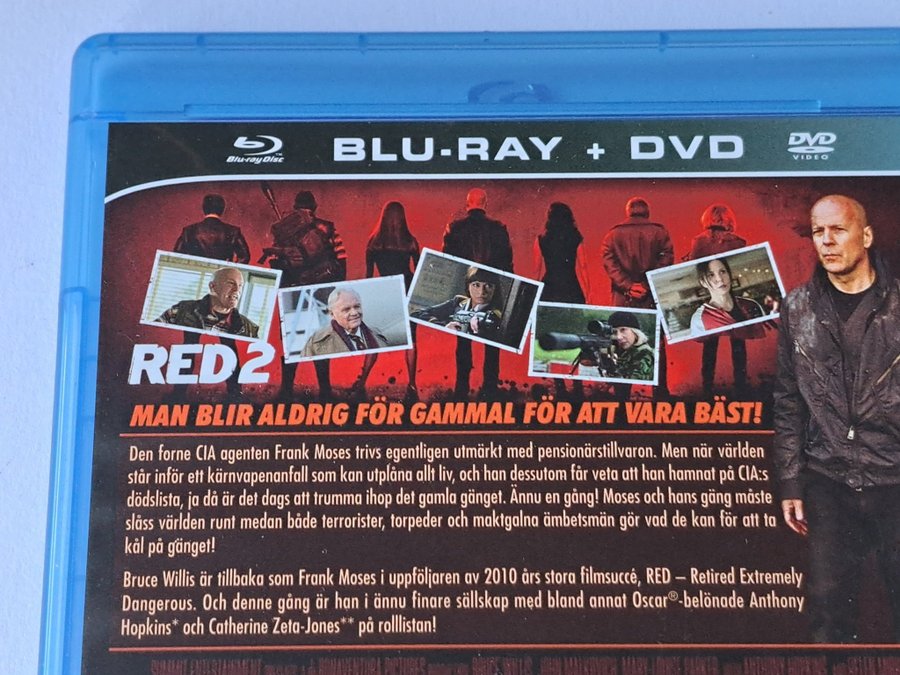 Blu-ray Disc
BLU-RAY + DVD
DVD
VIDEO
RED 2
MAN BLIR ALDRIG FÖR GAMMAL FÖR ATT VARA BÄST!
Den forne CIA agenten Frank Moses trivs egentligen utmärkt med pensionärstillvaron. Men när världen
står inför ett kärnvapenanfall som kan utplåna allt liv, och han dessutom får veta att han hamnat på CIA:s
dödslista, ja då är det dags att trumma ihop det gamla gänget. Ännu en gång! Moses och hans gäng måste
slåss världen runt medan både terrorister, torpeder och maktgalna ämbetsmän gör vad de kan för att ta
kål på gänget!
Bruce Willis är tillbaka som Frank Moses i uppföljaren av 2010 års stora filmsuccé, RED – Retired Extremely
Dangerous. Och denne gång är han i ännu finare sällskap med bland annat Oscar®-belönade Anthony
Hopkins* och Catherine Zeta-Jones** på rolllistan!